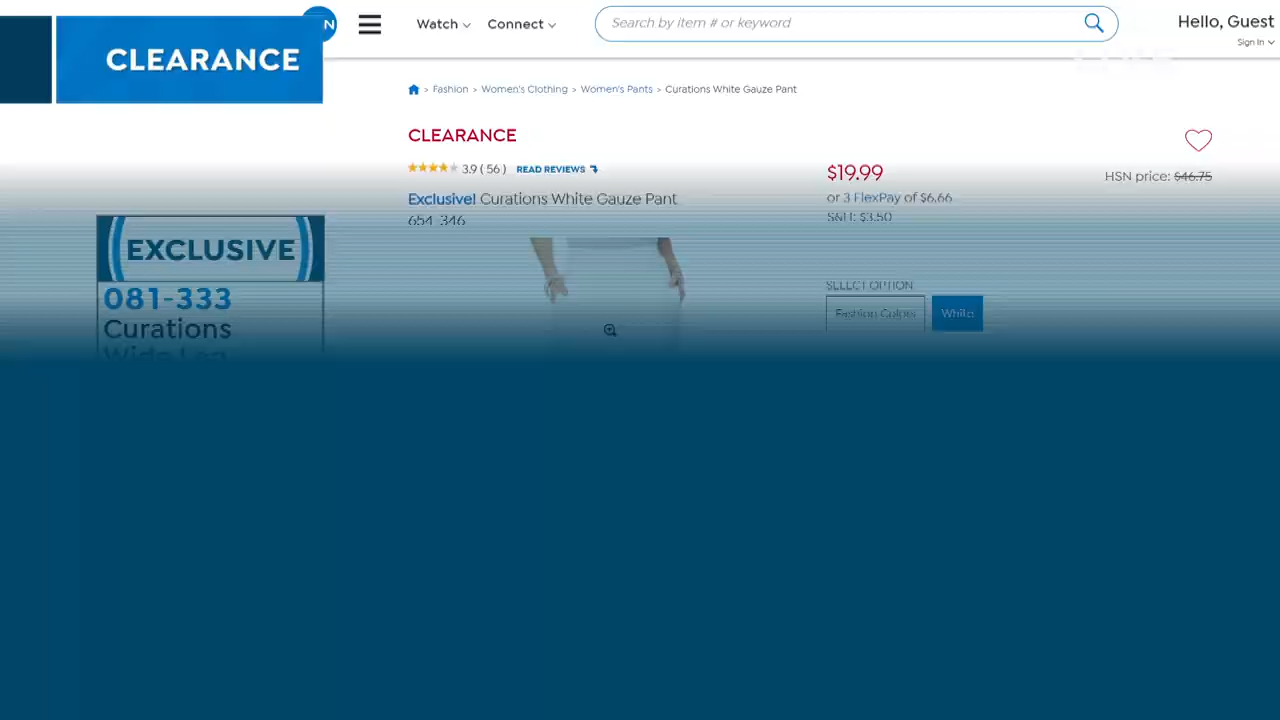 N
Watch
Connect
Search by item # or keyword
Hello, Guest
Sign In
CLEARANCE
Fashion > Women's Clothing > Women's Pants > Curations White Gauze Pant
CLEARANCE
3.9 ( 56 ) READ REVIEWS
$19.99
HSN price: $46.75
Exclusive! Curations White Gauze Pant
or 3 FlexPay of $6.66
654-346
S&H: $3.50
EXCLUSIVE
081-333
Curations
Wide Leg
SELECT OPTION
Fashion Colors
White